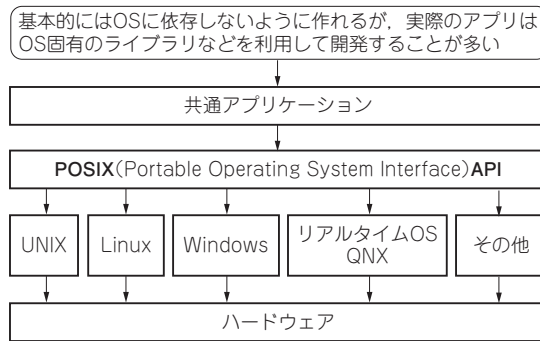 基本的にはOSに依存しないように作れるが，実際のアプリは
OS固有のライブラリなどを利用して開発することが多い
共通アプリケーション
POSIX(Portable Operating System Interface)API
UNIX
Linux
Windows
リアルタイムOS
QNX
その他
ハードウェア